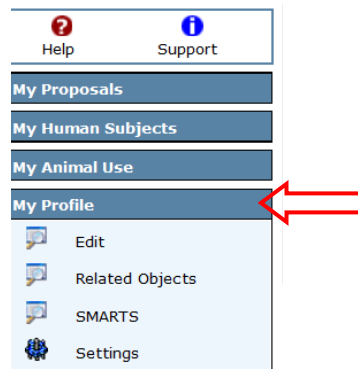 Help Support
My Proposals
My Human Subjects
My Animal Use
My Profile
Edit
Related Objects
SMARTS
Settings